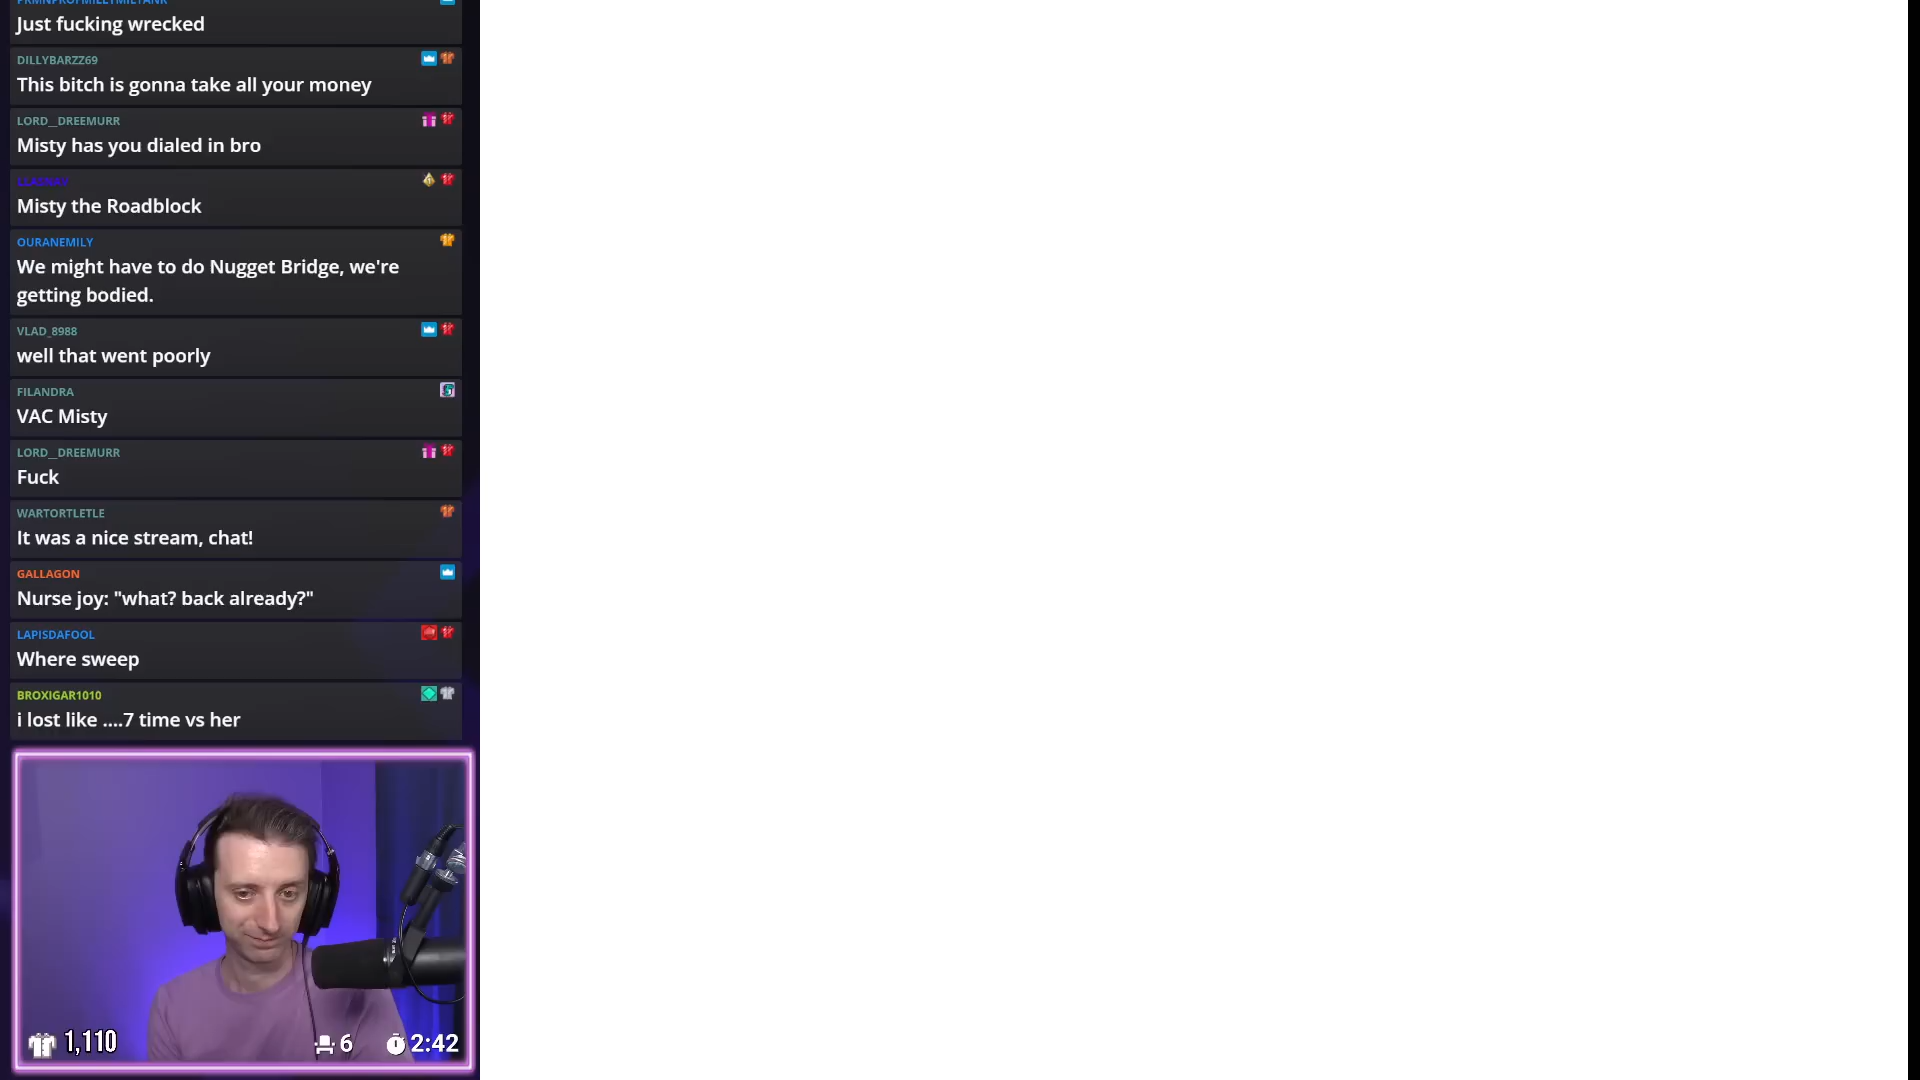 Just fucking wrecked
DILLYBARZZ69
This bitch is gonna take all your money
LORD__DREEMURR
Misty has you dialed in bro
Misty the Roadblock
OURANEMILY
We might have to do Nugget Bridge, we're
getting bodied.
VLAD_8988
well that went poorly
FILANDRA
VAC Misty
LORD__DREEMURR
Fuck
WARTORTLETLE
It was a nice stream, chat!
GALLAGON
Nurse joy: "what? back already?"
LAPISDAFOOL
Where sweep
BROXIGAR1010
i lost like ....7 time vs her
1,110
6
2:42